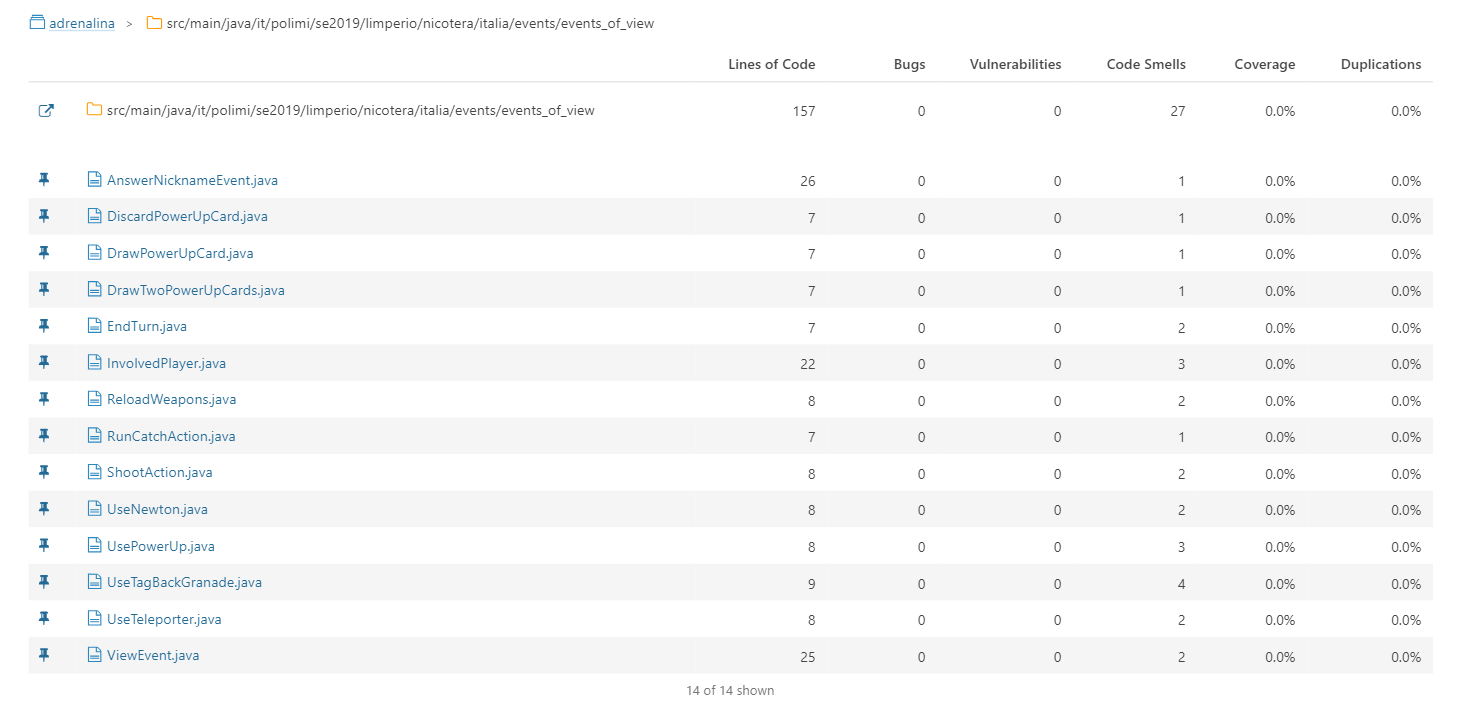 adrenalina > src/main/java/it/polimi/se2019/limperio/nicotera/italia/events/events_of_view
Lines of Code Bugs Vulnerabilities Code Smells Coverage Duplications
src/main/java/it/polimi/se2019/limperio/nicotera/italia/events/events_of_view 157 0 0 27 0.0% 0.0%
AnswerNicknameEvent.java 26 0 0 1 0.0% 0.0%
DiscardPowerUpCard.java 7 0 0 1 0.0% 0.0%
DrawPowerUpCard.java 7 0 0 1 0.0% 0.0%
DrawTwoPowerUpCards.java 7 0 0 1 0.0% 0.0%
EndTurn.java 7 0 0 2 0.0% 0.0%
InvolvedPlayer.java 22 0 0 3 0.0% 0.0%
ReloadWeapons.java 8 0 0 2 0.0% 0.0%
RunCatchAction.java 7 0 0 1 0.0% 0.0%
ShootAction.java 8 0 0 2 0.0% 0.0%
UseNewton.java 8 0 0 2 0.0% 0.0%
UsePowerUp.java 8 0 0 3 0.0% 0.0%
UseTagBackGranade.java 9 0 0 4 0.0% 0.0%
UseTeleporter.java 8 0 0 2 0.0% 0.0%
ViewEvent.java 25 0 0 2 0.0% 0.0%
14 of 14 shown